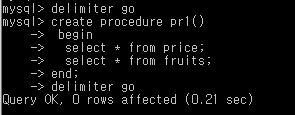 mysql> delimiter go
mysql> create procedure pr1()
    ->  begin
    ->   select * from price;
    ->   select * from fruits;
    -> end;
    -> delimiter go
Query OK, 0 rows affected (0.21 sec)